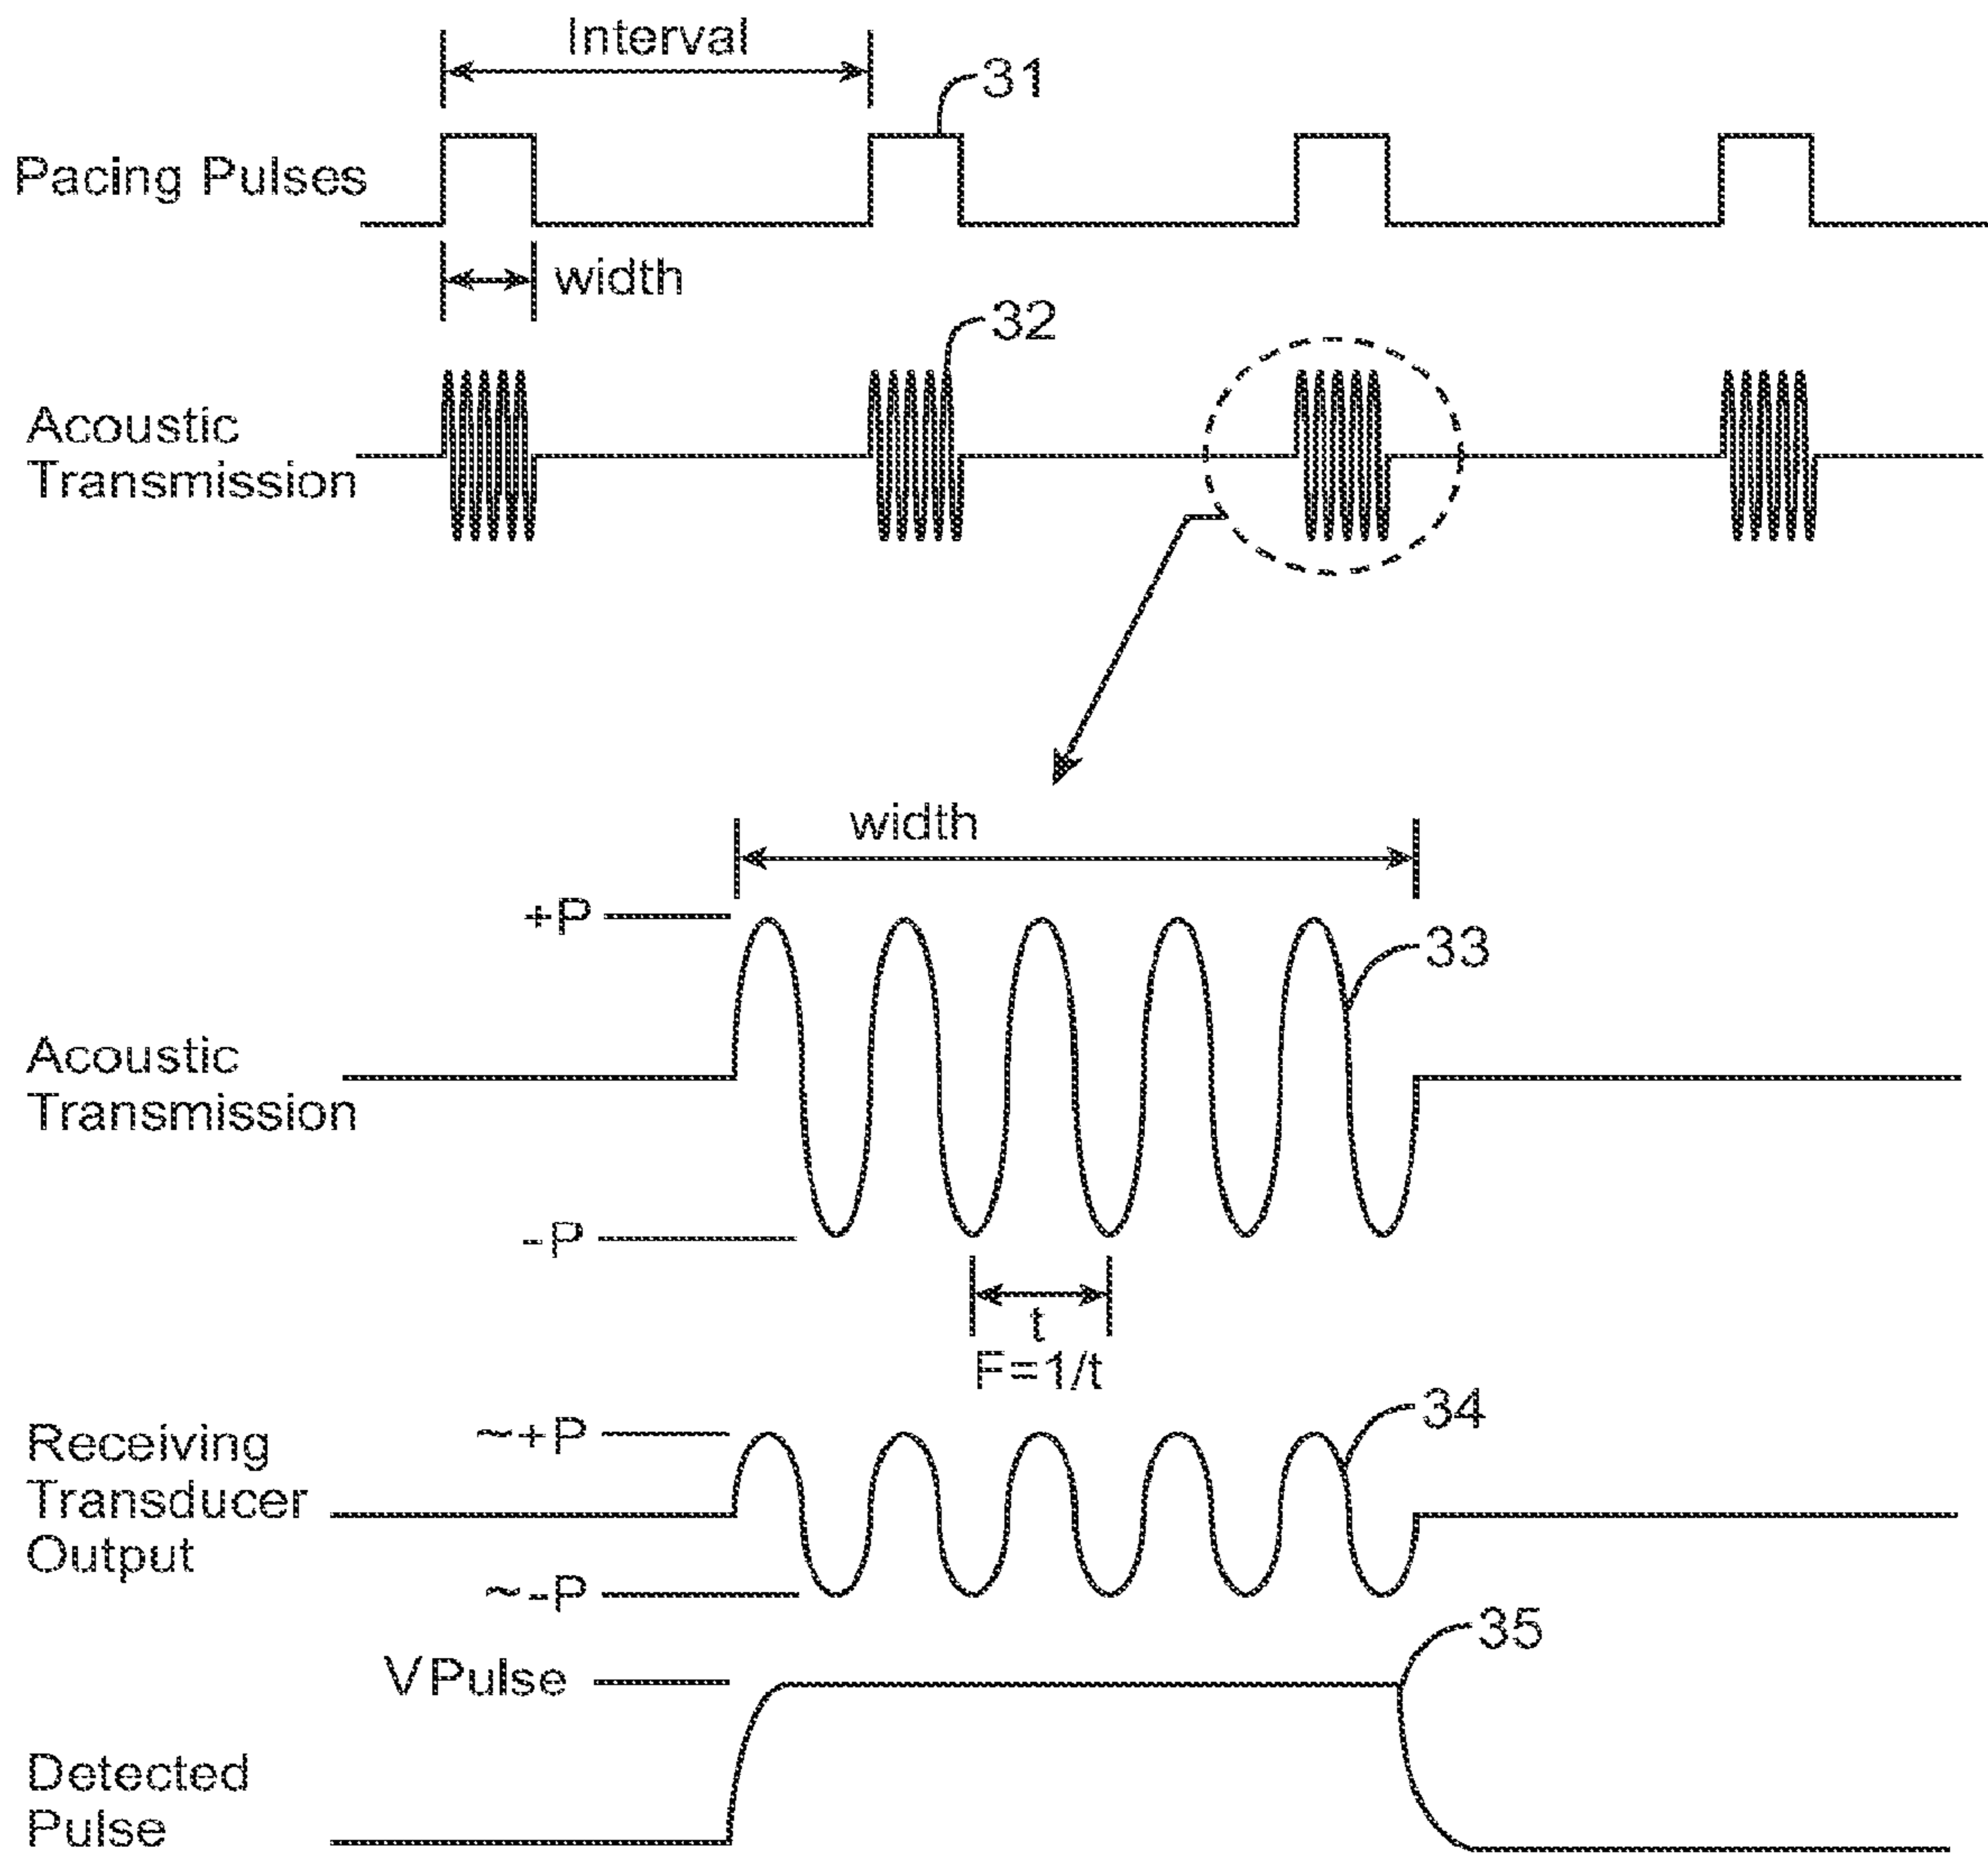 Interval
31
Pacing Pulses
width
32
Acoustic
Transmission
width
+P
33
Acoustic
Transmission
-P
t
F=1/t
34
~+P
Receiving
Transducer
Output
~-P
35
VPulse
Detected
Pulse